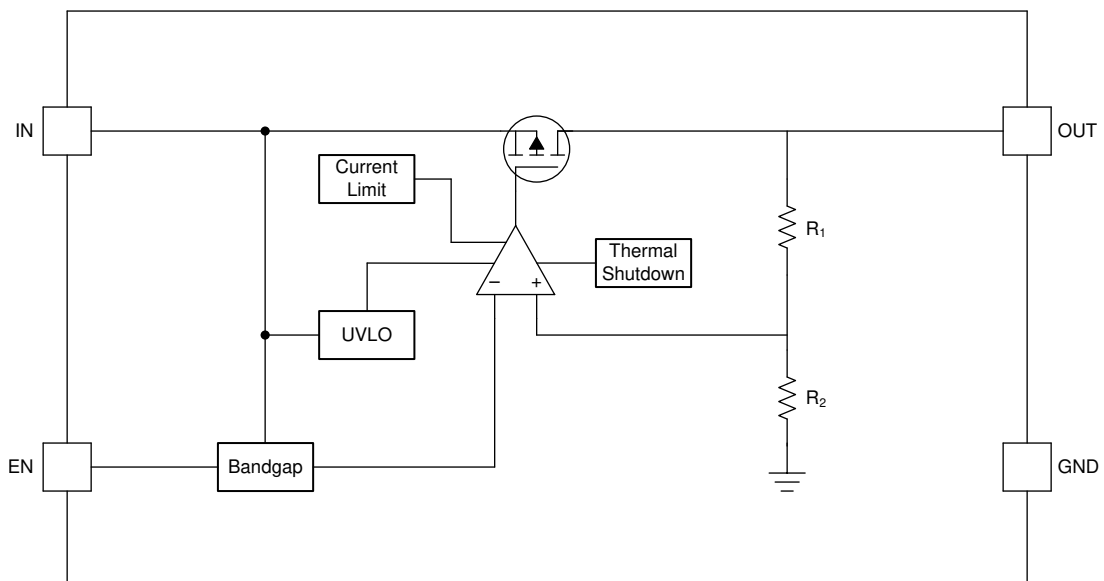 IN
OUT
Current
Limit
R1
Thermal
Shutdown
− +
UVLO
R2
EN
Bandgap
GND